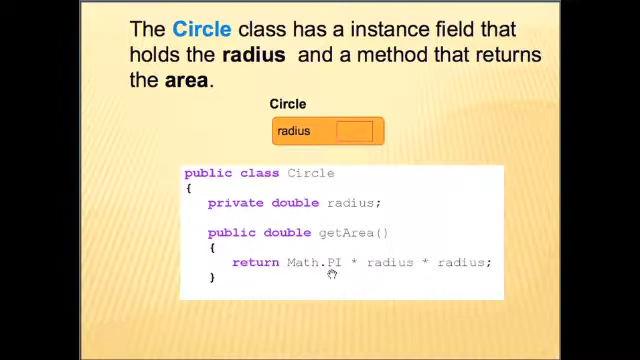 The Circle class has a instance field that
holds the radius and a method that returns
the area.
Circle
radius
public class Circle
{
private double radius;
public double getArea()
{
return Math.PI * radius * radius;
}